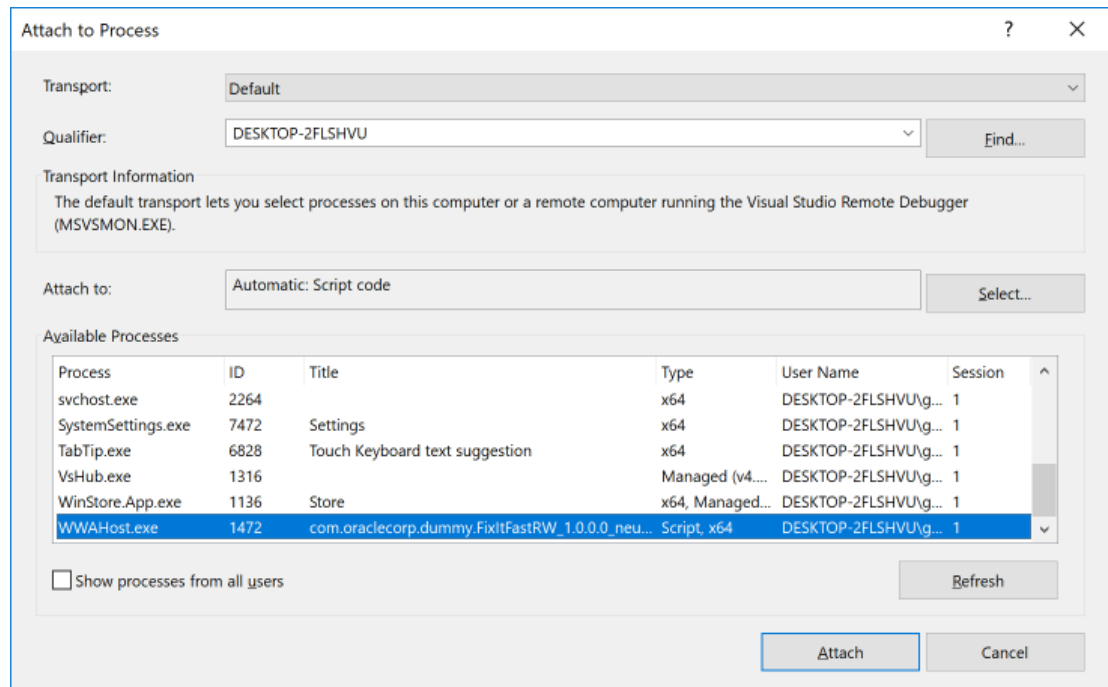 Attach to Process
Transport: Default
Qualifier: DESKTOP-2FLSHVU Find...
Transport Information
The default transport lets you select processes on this computer or a remote computer running the Visual Studio Remote Debugger
(MSVSMON.EXE).
Attach to: Automatic: Script code Select...
Available Processes
Process ID Title Type User Name Session
svchost.exe 2264 x64 DESKTOP-2FLSHVU\g... 1
SystemSettings.exe 7472 Settings x64 DESKTOP-2FLSHVU\g... 1
TabTip.exe 6828 Touch Keyboard text suggestion x64 DESKTOP-2FLSHVU\g... 1
VsHub.exe 1316 Managed (v4.... DESKTOP-2FLSHVU\g... 1
WinStore.App.exe 1136 Store x64, Managed... DESKTOP-2FLSHVU\g... 1
WWAHost.exe 1472 com.oraclecorp.dummy.FixItFastRW_1.0.0.0_neu... Script, x64 DESKTOP-2FLSHVU\g... 1
Show processes from all users Refresh
Attach Cancel